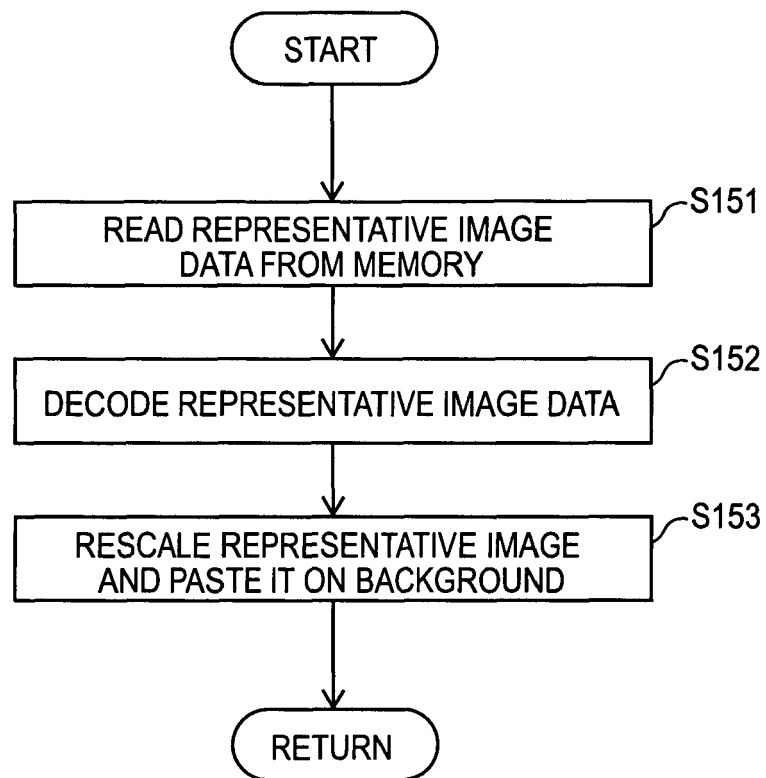 START
S151
READ REPRESENTATIVE IMAGE
DATA FROM MEMORY
S152
DECODE REPRESENTATIVE IMAGE DATA
S153
RESCALE REPRESENTATIVE IMAGE
AND PASTE IT ON BACKGROUND
RETURN